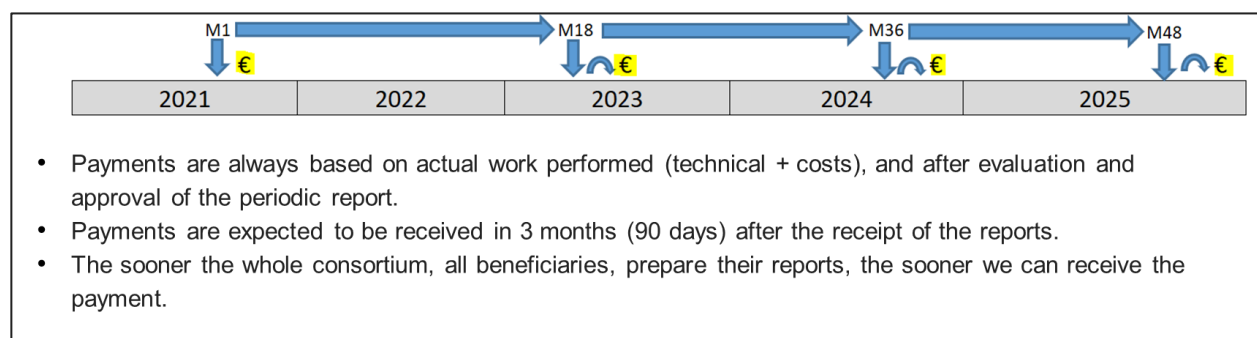 M1 M18 M36 M48
€ € € €
2021 2022 2023 2024 2025
• Payments are always based on actual work performed (technical + costs), and after evaluation and
approval of the periodic report.
• Payments are expected to be received in 3 months (90 days) after the receipt of the reports.
• The sooner the whole consortium, all beneficiaries, prepare their reports, the sooner we can receive the
payment.